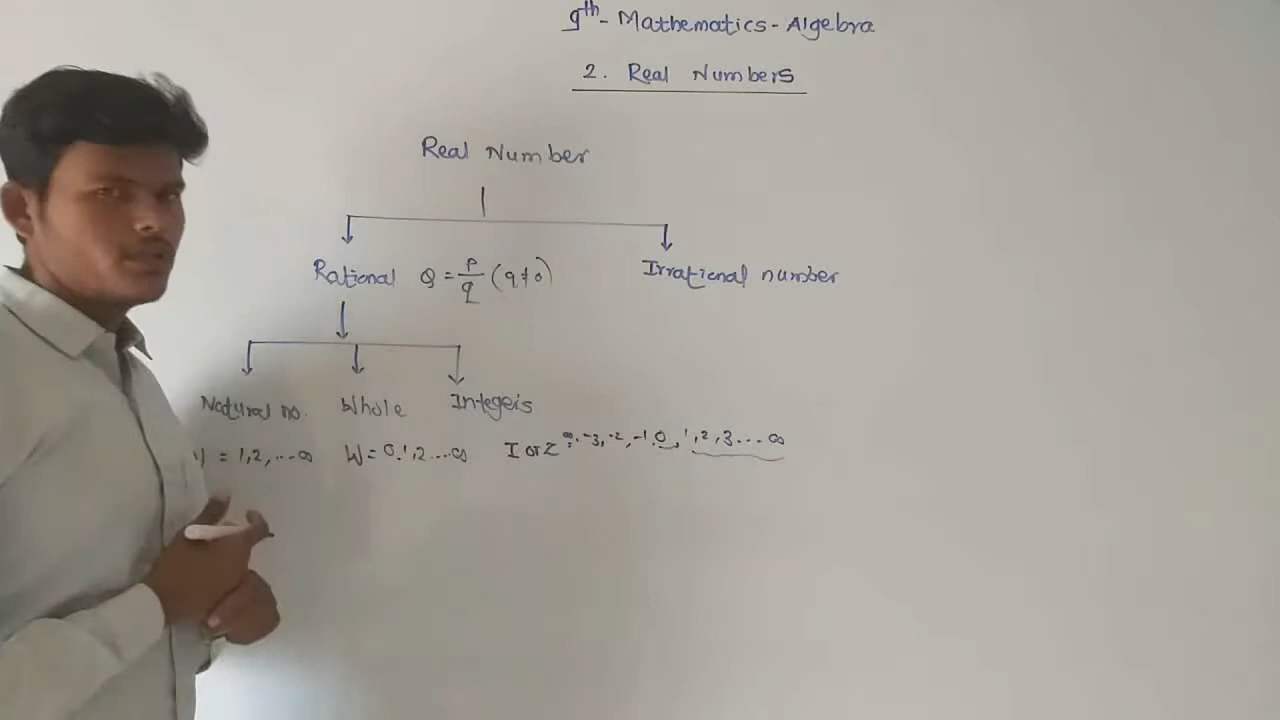 9th - Mathematics - Algebra
2. Real Numbers
Real Number
Rational Q = p/q (q≠0) Irrational number
Natural no. Whole Integers
N = 1,2,...∞ W = 0,1,2...∞ I or Z ∞..-3,-2,-1,0,1,2,3...∞